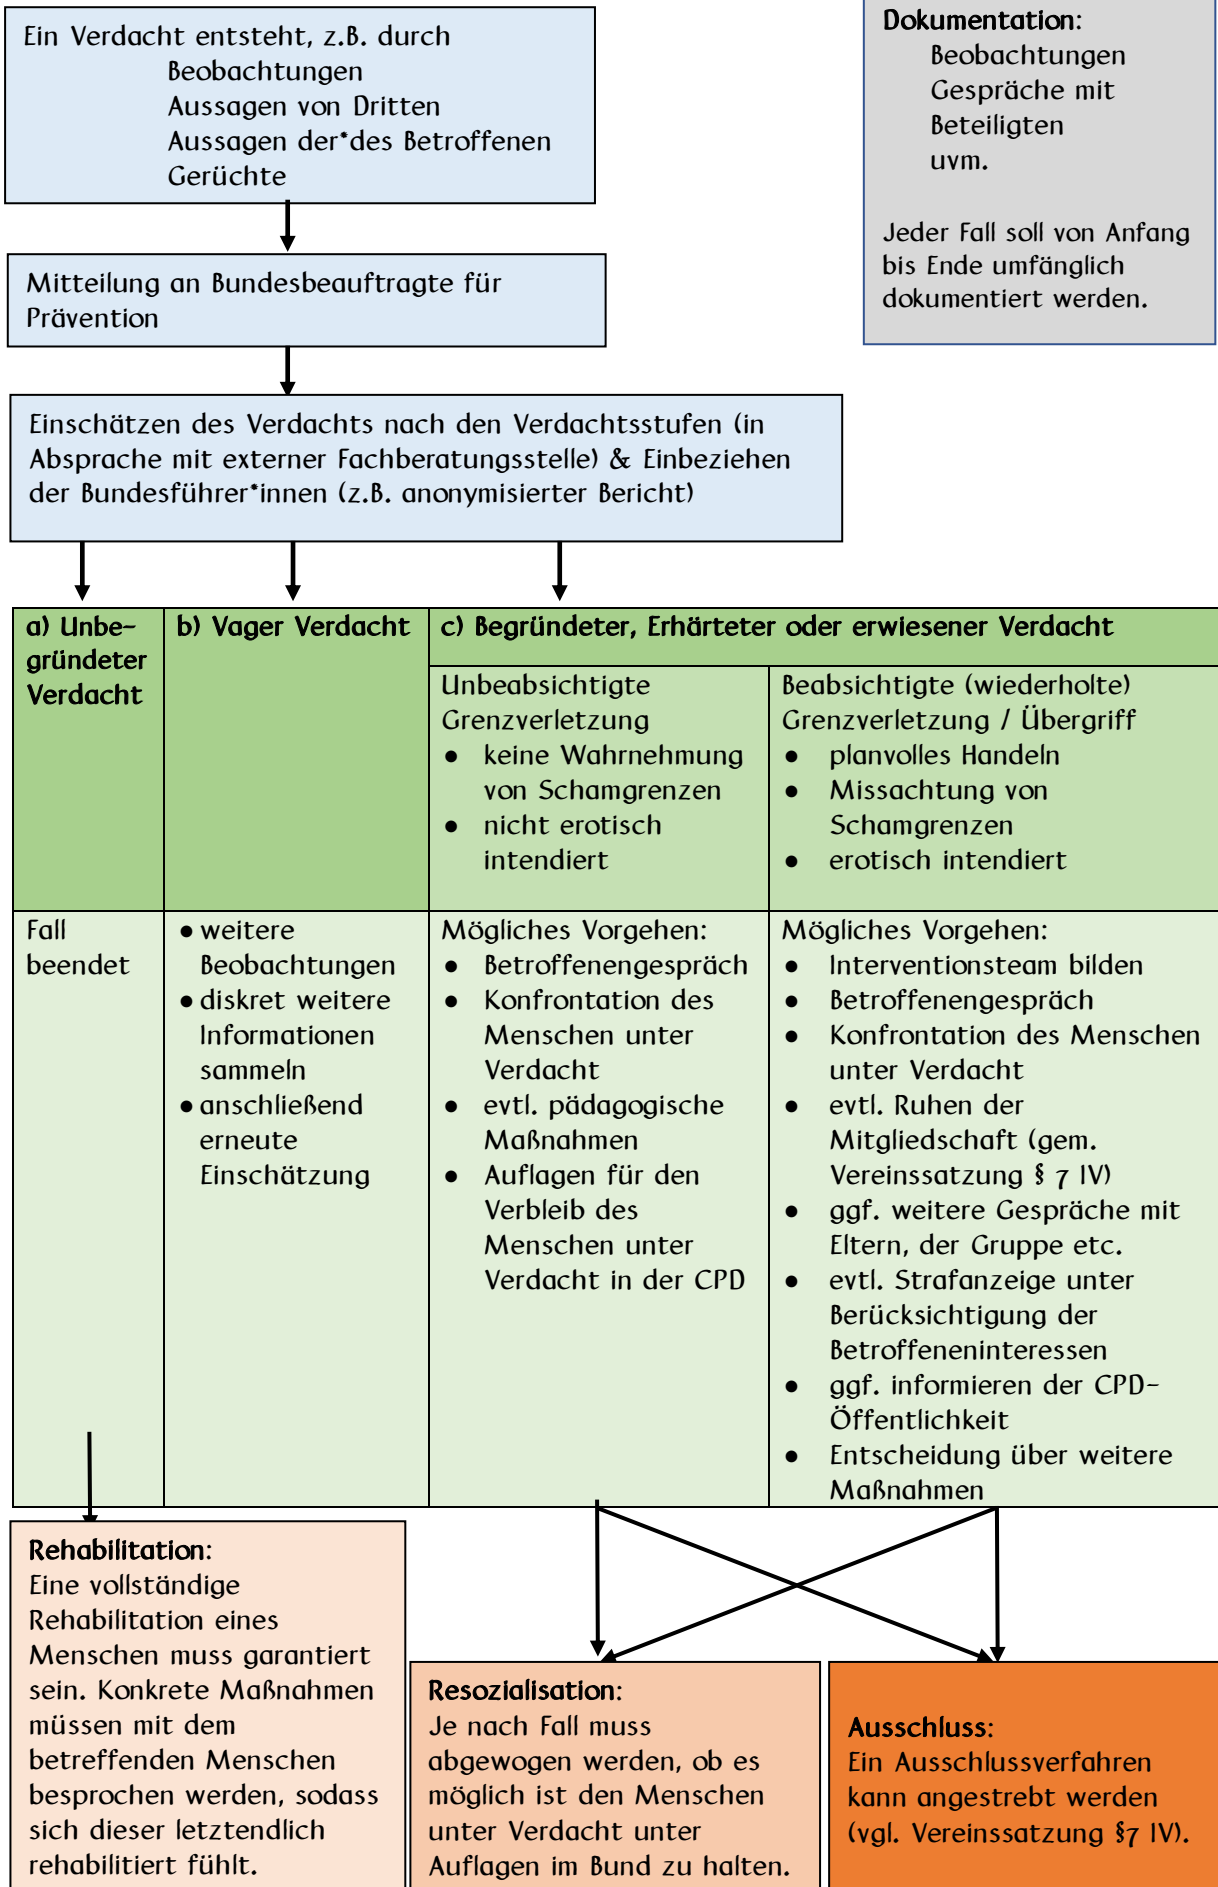 Ein Verdacht entsteht, z.B. durch
Beobachtungen
Aussagen von Dritten
Aussagen der*des Betroffenen
Gerüchte
Dokumentation:
Beobachtungen
Gespräche mit
Beteiligten
uvm.
Jeder Fall soll von Anfang
bis Ende umfänglich
dokumentiert werden.
Mitteilung an Bundesbeauftragte für
Prävention
Einschätzen des Verdachts nach den Verdachtsstufen (in
Absprache mit externer Fachberatungsstelle) & Einbeziehen
der Bundesführer*innen (z.B. anonymisierter Bericht)
a) Unbe-
gründeter
Verdacht
b) Vager Verdacht
c) Begründeter, Erhärteter oder erwiesener Verdacht
Unbeabsichtigte
Grenzverletzung
● keine Wahrnehmung
von Schamgrenzen
● nicht erotisch
intendiert
Beabsichtigte (wiederholte)
Grenzverletzung / Übergriff
● planvolles Handeln
● Missachtung von
Schamgrenzen
● erotisch intendiert
Fall
beendet
● weitere
Beobachtungen
● diskret weitere
Informationen
sammeln
● anschließend
erneute
Einschätzung
Mögliches Vorgehen:
● Betroffenengespräch
● Konfrontation des
Menschen unter
Verdacht
● evtl. pädagogische
Maßnahmen
● Auflagen für den
Verbleib des
Menschen unter
Verdacht in der CPD
Mögliches Vorgehen:
● Interventionsteam bilden
● Betroffenengespräch
● Konfrontation des Menschen
unter Verdacht
● evtl. Ruhen der
Mitgliedschaft (gem.
Vereinssatzung § 7 IV)
● ggf. weitere Gespräche mit
Eltern, der Gruppe etc.
● evtl. Strafanzeige unter
Berücksichtigung der
Betroffeneninteressen
● ggf. informieren der CPD-
Öffentlichkeit
● Entscheidung über weitere
Maßnahmen
Rehabilitation:
Eine vollständige
Rehabilitation eines
Menschen muss garantiert
sein. Konkrete Maßnahmen
müssen mit dem
betreffenden Menschen
besprochen werden, sodass
sich dieser letztendlich
rehabilitiert fühlt.
Resozialisation:
Je nach Fall muss
abgewogen werden, ob es
möglich ist den Menschen
unter Verdacht unter
Auflagen im Bund zu halten.
Ausschluss:
Ein Ausschlussverfahren
kann angestrebt werden
(vgl. Vereinssatzung §7 IV).